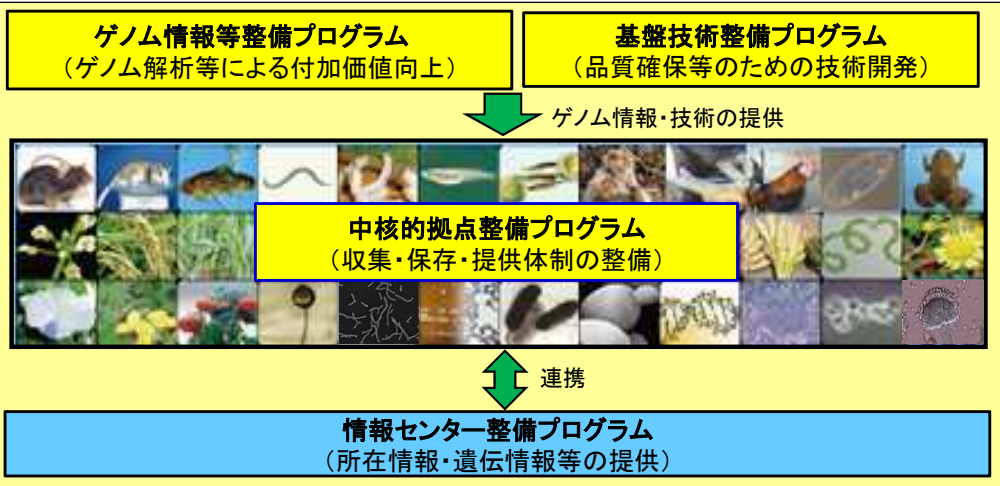 ゲノム情報等整備プログラム
（ゲノム解析等による付加価値向上）
基盤技術整備プログラム
（品質確保等のための技術開発）
ゲノム情報・技術の提供
中核的拠点整備プログラム
（収集・保存・提供体制の整備）
連携
情報センター整備プログラム
（所在情報・遺伝情報等の提供）